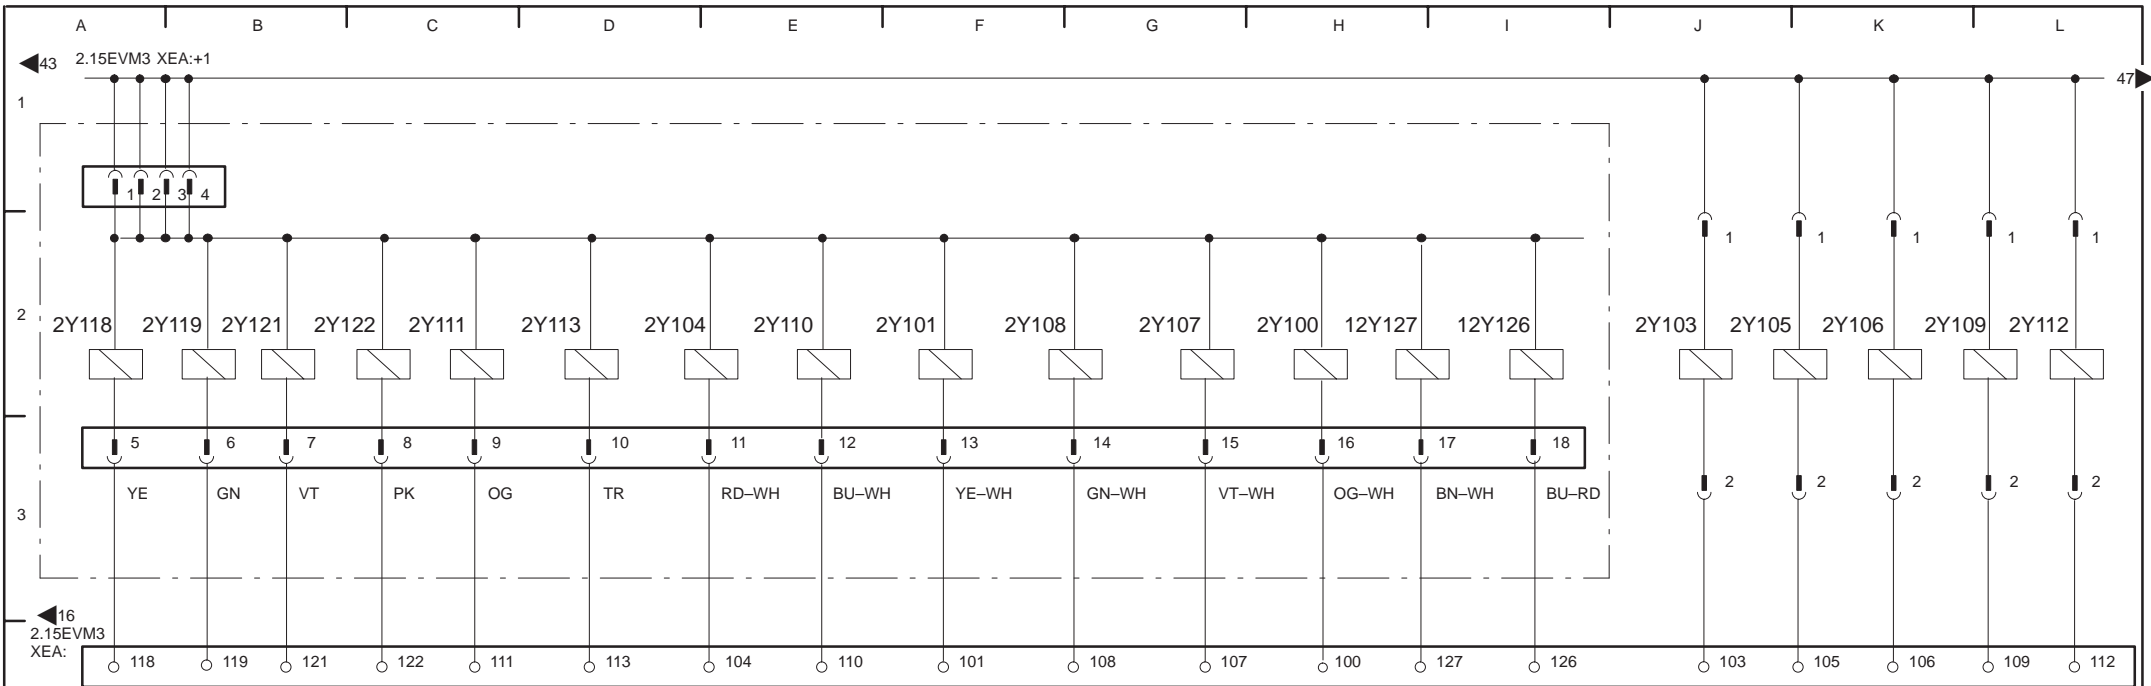 A B C D E F G H I J K L
43 2.15EVM3 XEA:+1
47
1
1 2 3 4
1 1 1 1 1
2
2Y118 2Y119 2Y121 2Y122 2Y111 2Y113 2Y104 2Y110 2Y101 2Y108 2Y107 2Y100 12Y127 12Y126 2Y103 2Y105 2Y106 2Y109 2Y112
5 6 7 8 9 10 11 12 13 14 15 16 17 18
2 2 2 2 2
YE GN VT PK OG TR RD–WH BU–WH YE–WH GN–WH VT–WH OG–WH BN–WH BU–RD
3
16
2.15EVM3
XEA:
118 119 121 122 111 113 104 110 101 108 107 100 127 126 103 105 106 109 112